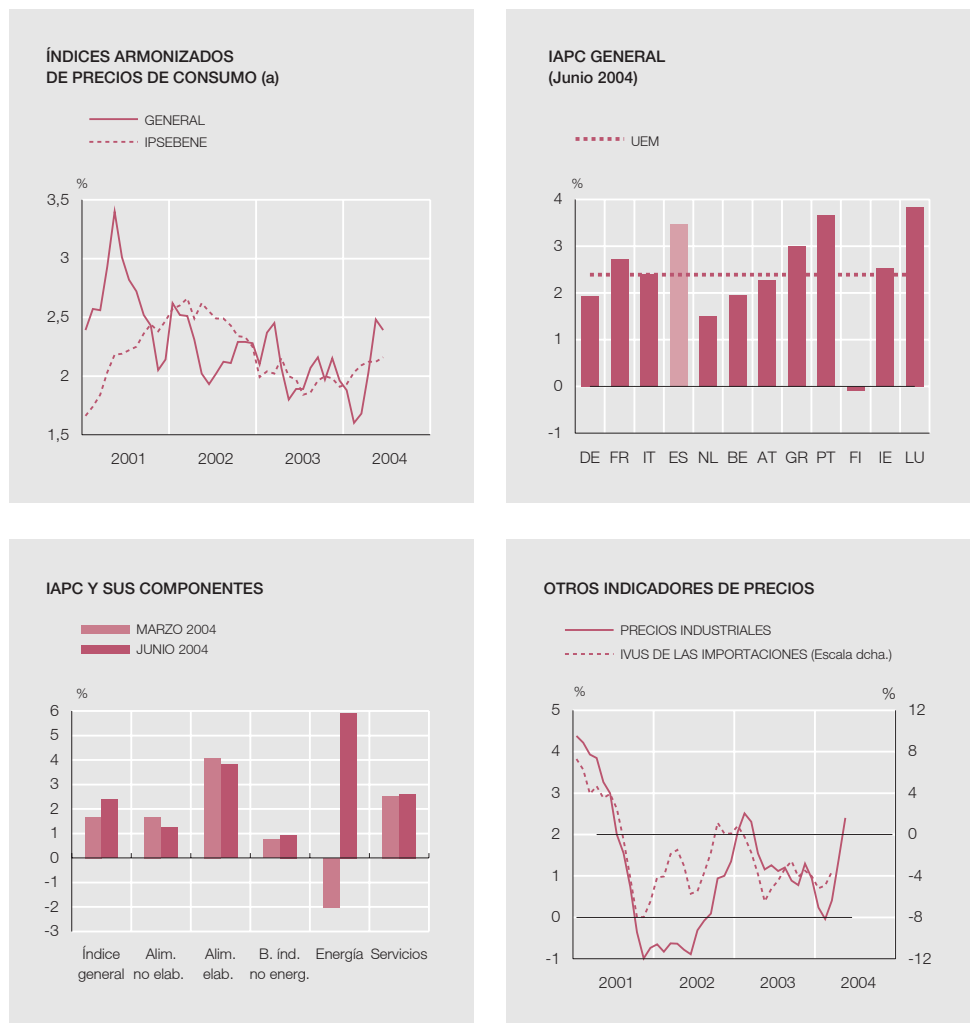 ÍNDICES ARMONIZADOS
DE PRECIOS DE CONSUMO (a)
GENERAL
IPSEBENE
%
3,5
3
2,5
2
1,5
2001 2002 2003 2004
IAPC GENERAL
(Junio 2004)
UEM
%
4
3
2
1
0
-1
DE FR IT ES NL BE AT GR PT FI IE LU
IAPC Y SUS COMPONENTES
MARZO 2004
JUNIO 2004
%
6
5
4
3
2
1
0
-1
-2
-3
Índice Alim. Alim. B. índ. Energía Servicios
general no elab. elab. no energ.
OTROS INDICADORES DE PRECIOS
PRECIOS INDUSTRIALES
IVUS DE LAS IMPORTACIONES (Escala dcha.)
% %
5 12
4 8
3 4
2 0
1 -4
0 -8
-1 -12
2001 2002 2003 2004